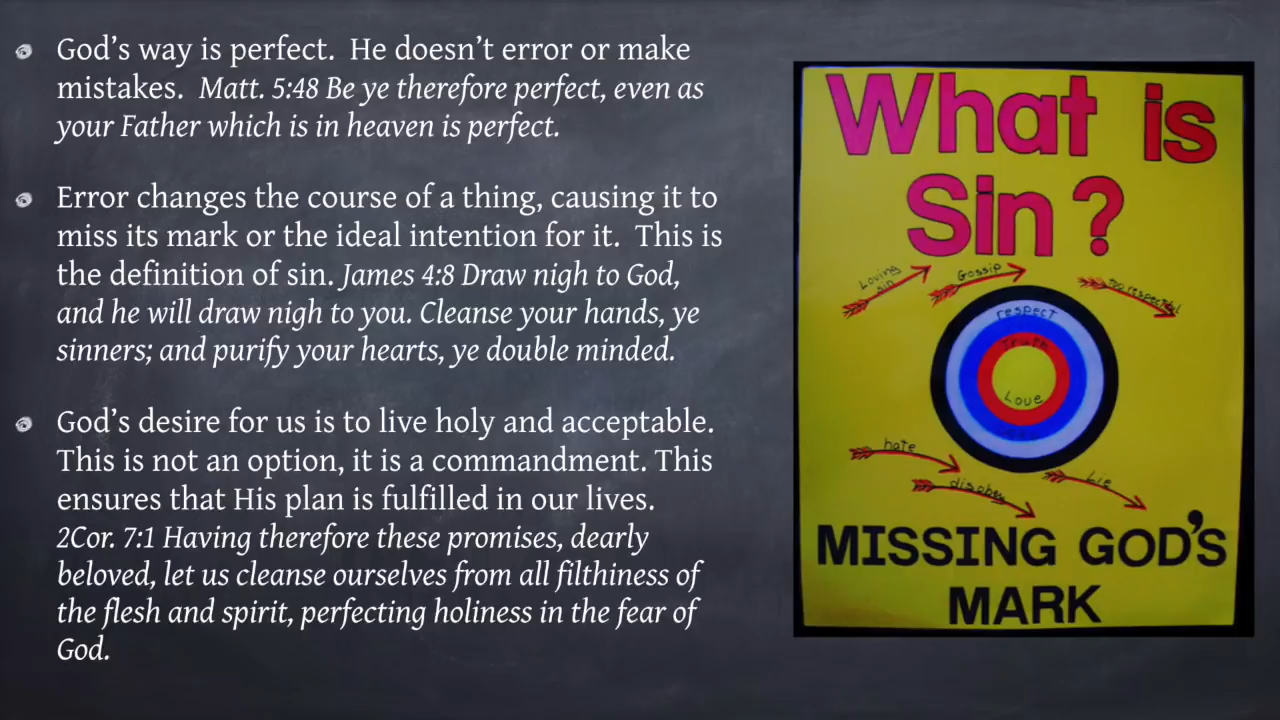 God's way is perfect.  He doesn't error or make
mistakes.  Matt. 5:48 Be ye therefore perfect, even as
your Father which is in heaven is perfect.
Error changes the course of a thing, causing it to
miss its mark or the ideal intention for it.  This is
the definition of sin. James 4:8 Draw nigh to God,
and he will draw nigh to you. Cleanse your hands, ye
sinners; and purify your hearts, ye double minded.
God's desire for us is to live holy and acceptable.
This is not an option, it is a commandment. This
ensures that His plan is fulfilled in our lives.
2Cor. 7:1 Having therefore these promises, dearly
beloved, let us cleanse ourselves from all filthiness of
the flesh and spirit, perfecting holiness in the fear of
God.
What is
Sin?
Loving
sin
Gossip
respect
Truth
Love
hate
disobey
Lie
MISSING GOD'S
MARK